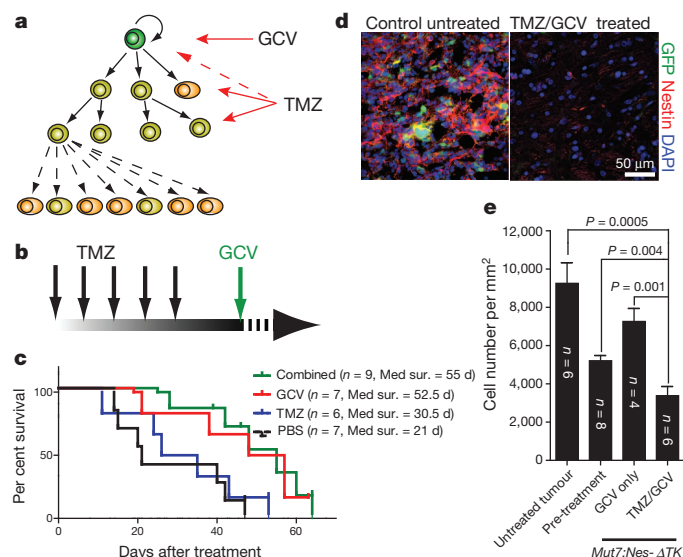 a
GCV
TMZ
b
TMZ
GCV
c
Combined (n = 9, Med sur. = 55 d)
GCV (n = 7, Med sur. = 52.5 d)
TMZ (n = 6, Med sur. = 30.5 d)
PBS (n = 7, Med sur. = 21 d)
Per cent survival
100
0
0
20
40
60
Days after treatment
d
Control untreated
TMZ/GCV treated
GFP Nestin DAPI
50 μm
e
P = 0.0005
P = 0.004
P = 0.001
Cell number per mm²
12,000
10,000
8,000
6,000
4,000
2,000
0
n = 6
n = 8
n = 4
n = 6
Untreated tumour
Pre-treatment
GCV only
TMZ/GCV
Mut7;Nes-ΔTK